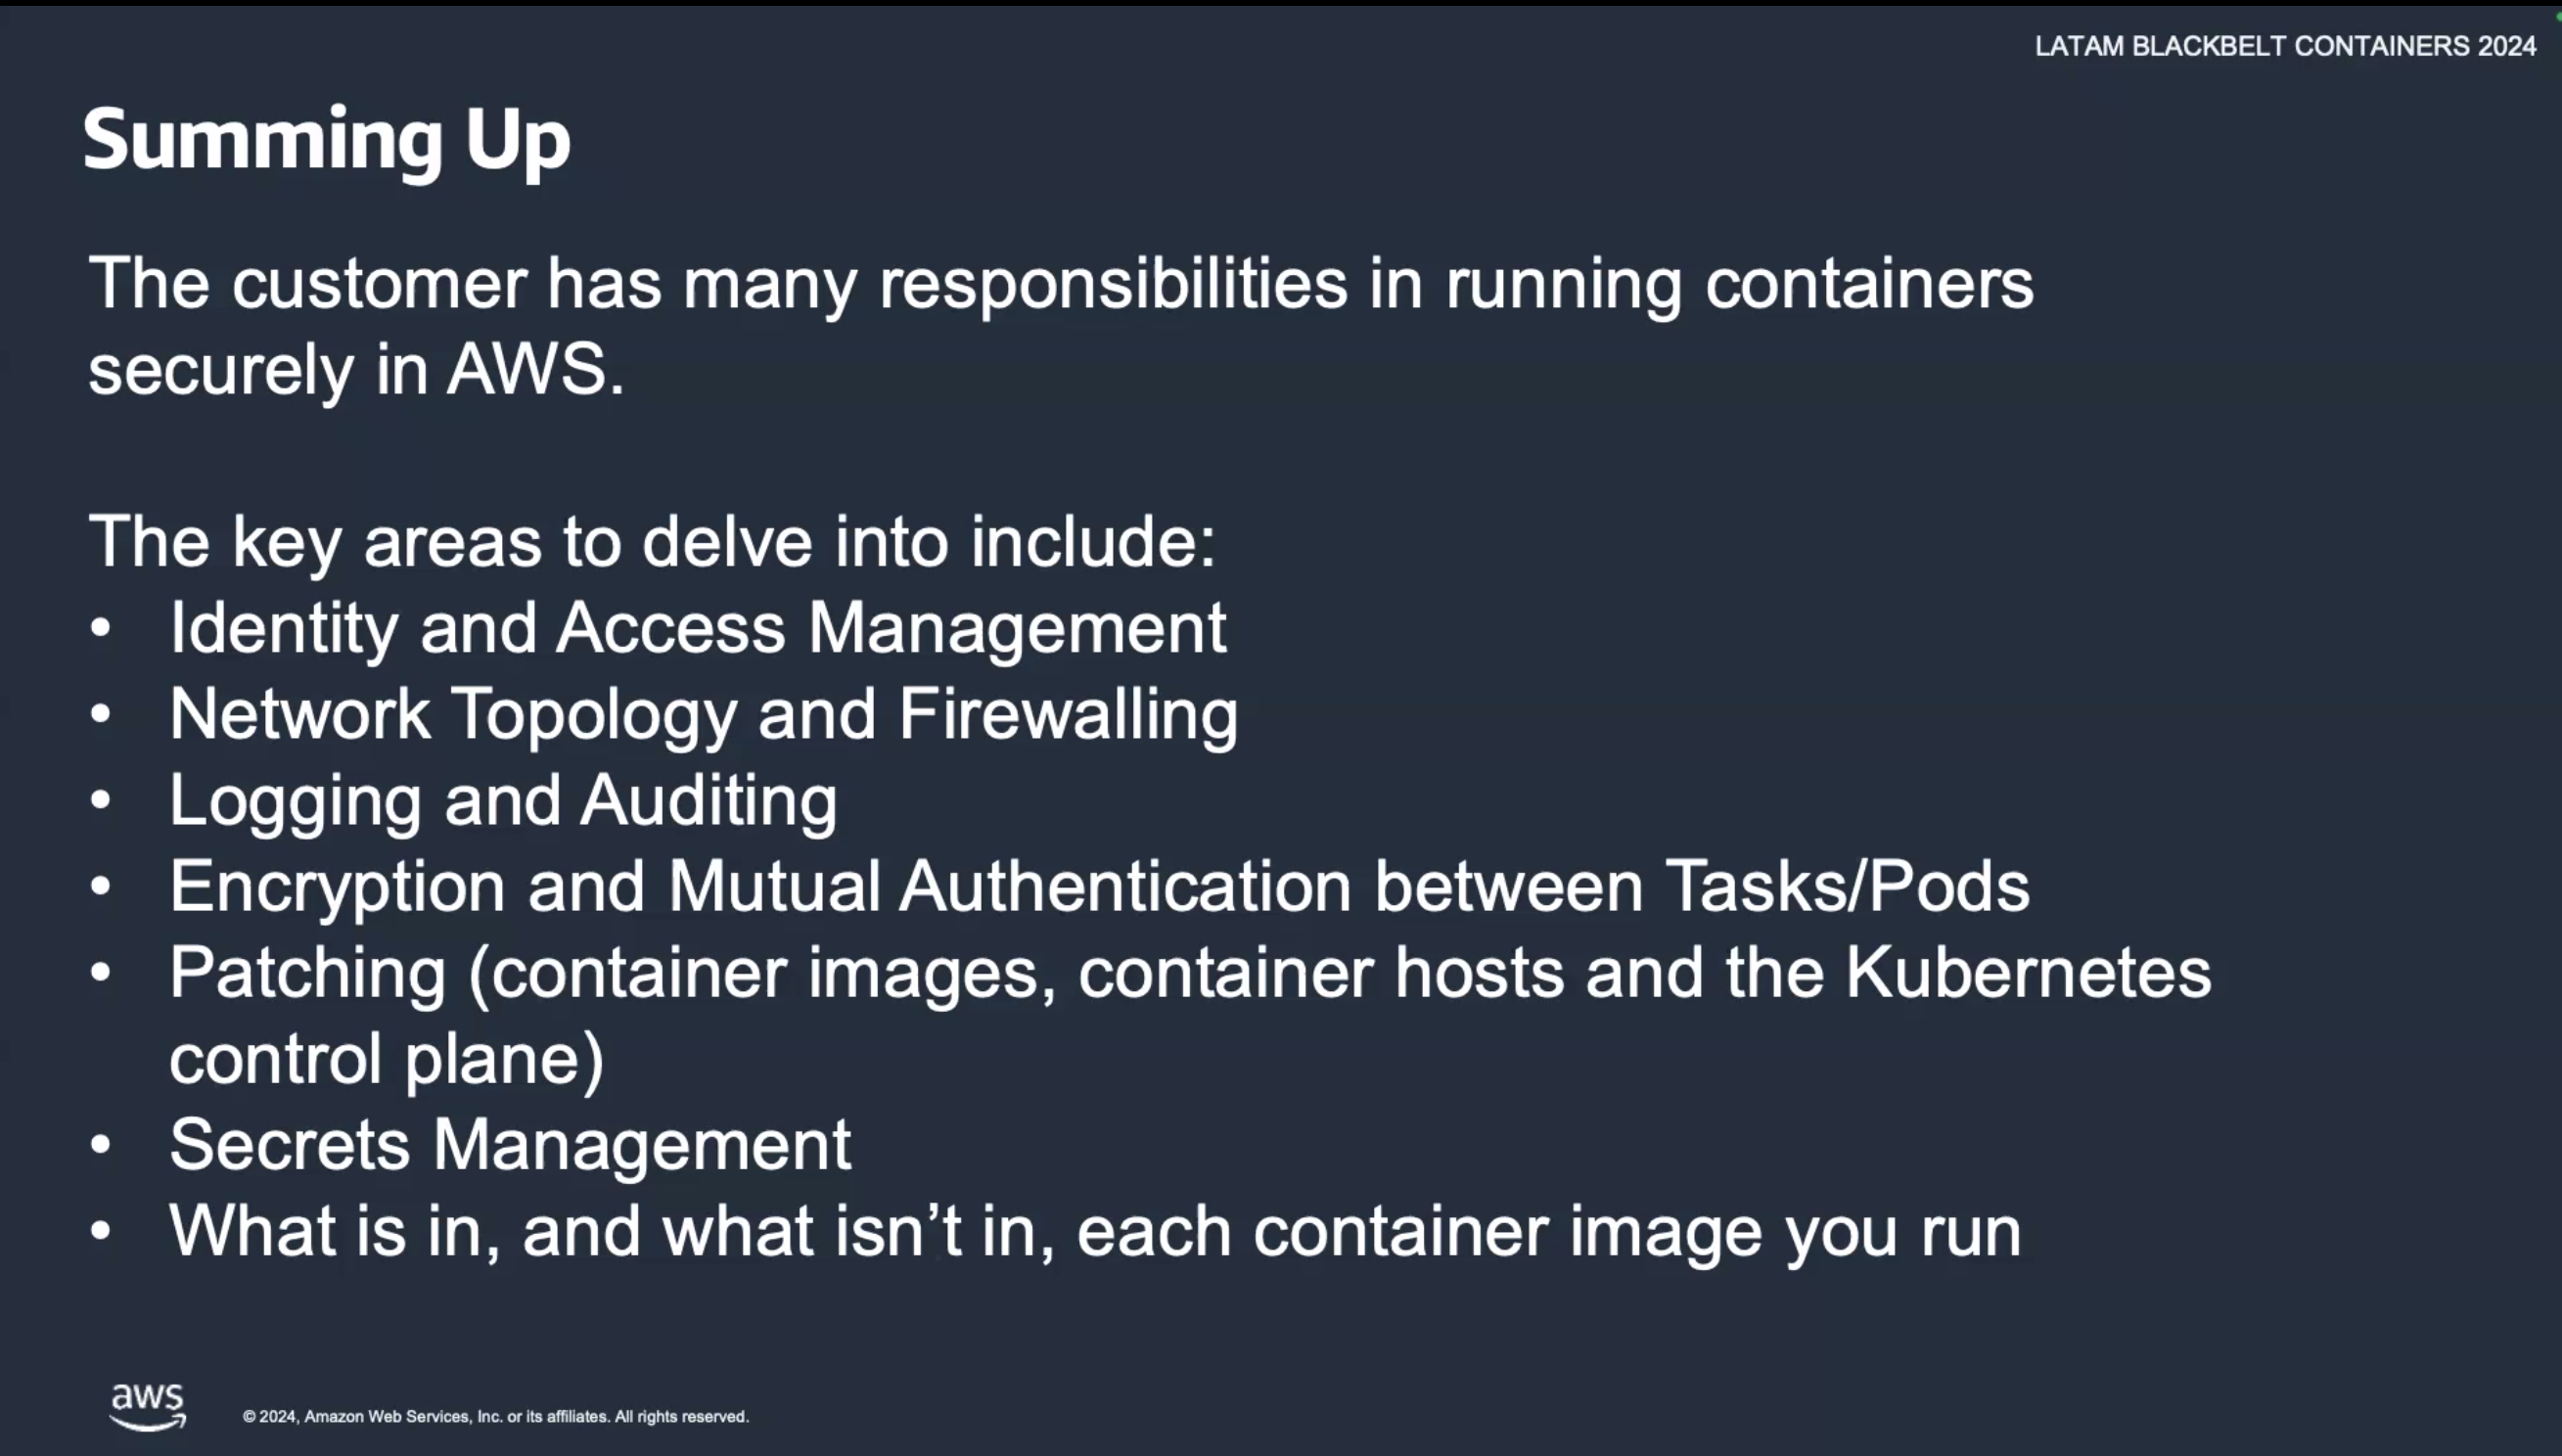 LATAM BLACKBELT CONTAINERS 2024
Summing Up
The customer has many responsibilities in running containers
securely in AWS.
The key areas to delve into include:
• Identity and Access Management
• Network Topology and Firewalling
• Logging and Auditing
• Encryption and Mutual Authentication between Tasks/Pods
• Patching (container images, container hosts and the Kubernetes
control plane)
• Secrets Management
• What is in, and what isn’t in, each container image you run
aws
© 2024, Amazon Web Services, Inc. or its affiliates. All rights reserved.